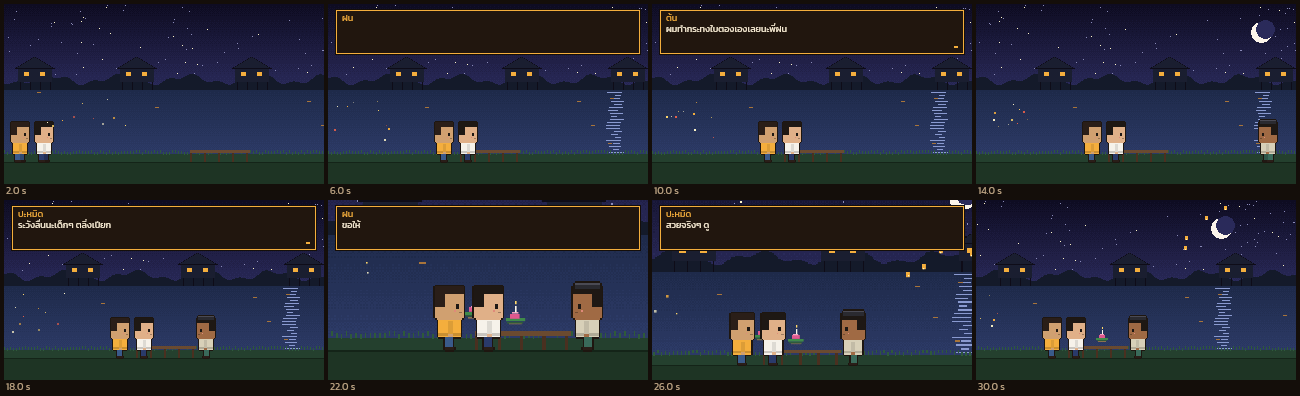 ฝน
ต้น
ผมทำกระทงใบตองเองเลยนะพี่ฝน
2.0 s
6.0 s
10.0 s
14.0 s
ปะหมีด
ระวังลื่นนะเด็กๆ ตลิ่งเปียก
ฝน
ขอให้
ปะหมีด
สวยจริงๆ ดู
18.0 s
22.0 s
26.0 s
30.0 s